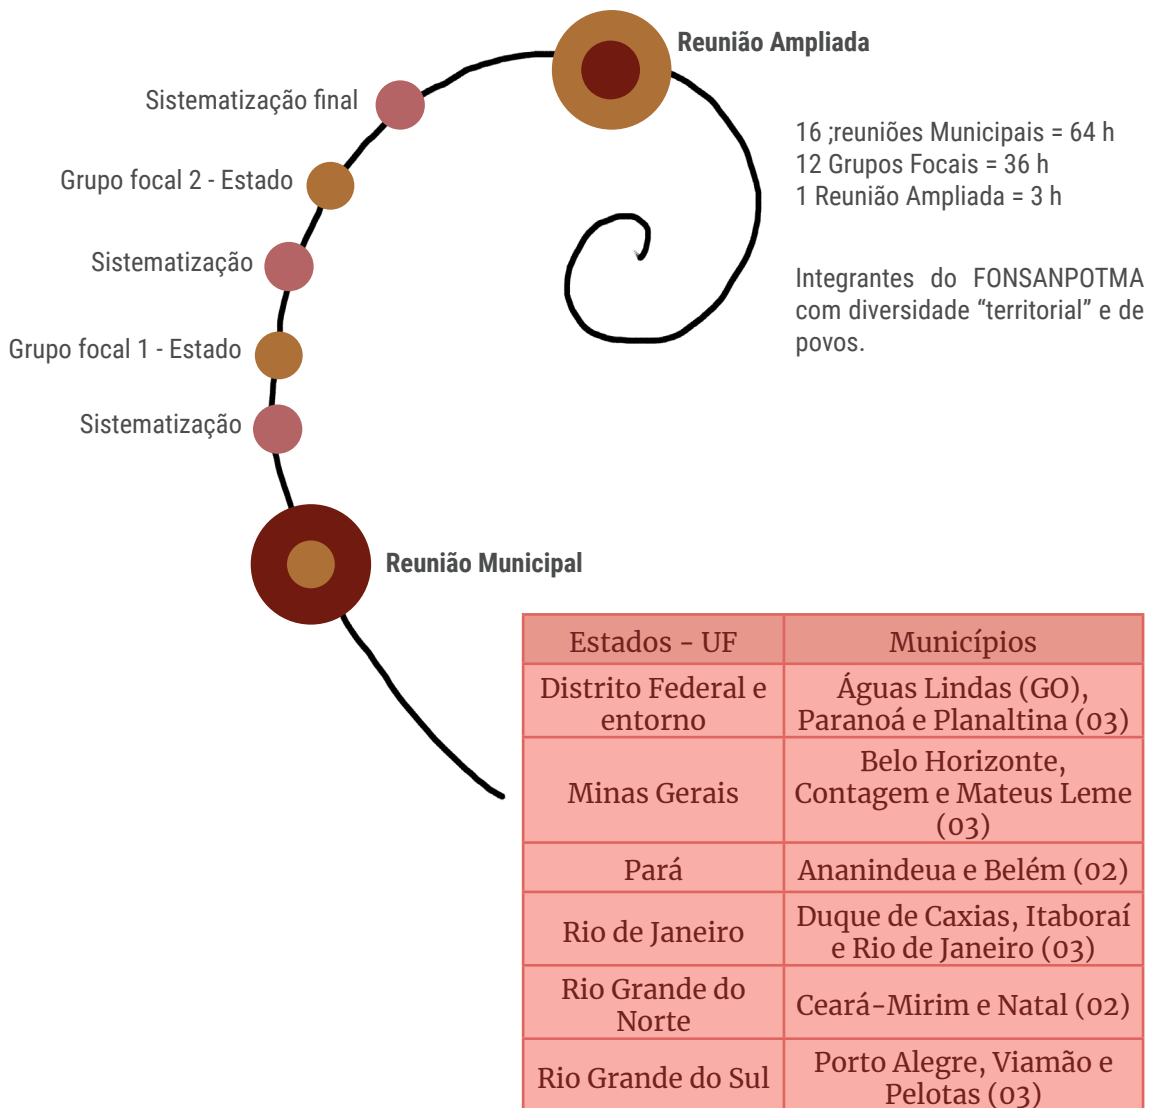 Reunião Ampliada
Sistematização final
16 ;reuniões Municipais = 64 h
12 Grupos Focais = 36 h
1 Reunião Ampliada = 3 h
Grupo focal 2 - Estado
Sistematização
Integrantes do FONSANPOTMA
com diversidade “territorial” e de
povos.
Grupo focal 1 - Estado
Sistematização
Reunião Municipal
Estados - UF
Municípios
Distrito Federal e
entorno
Águas Lindas (GO),
Paranoá e Planaltina (03)
Minas Gerais
Belo Horizonte,
Contagem e Mateus Leme
(03)
Pará
Ananindeua e Belém (02)
Rio de Janeiro
Duque de Caxias, Itaboraí
e Rio de Janeiro (03)
Rio Grande do
Norte
Ceará-Mirim e Natal (02)
Rio Grande do Sul
Porto Alegre, Viamão e
Pelotas (03)